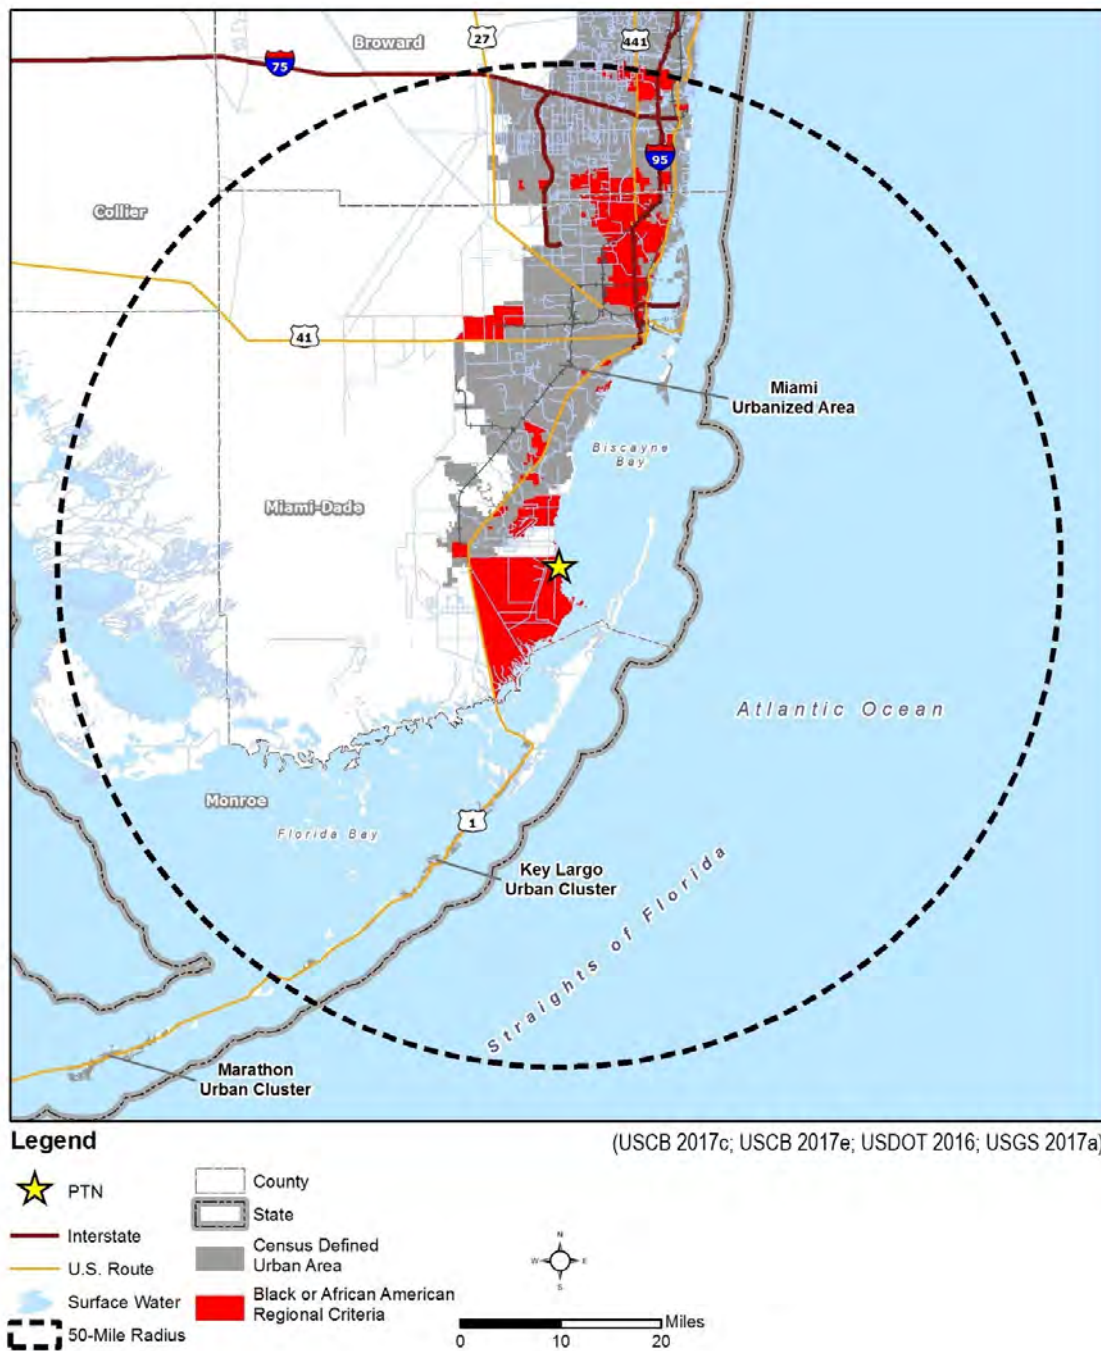 Broward
27
441
75
95
Collier
41
Miami
Urbanized Area
Biscayne
Bay
Miami-Dade
Atlantic Ocean
Monroe
Florida Bay
1
Key Largo
Urban Cluster
Straights of Florida
Marathon
Urban Cluster
Legend
(USCB 2017c; USCB 2017e; USDOT 2016; USGS 2017a)
PTN
County
State
Interstate
Census Defined
Urban Area
U.S. Route
Surface Water
Black or African American
Regional Criteria
50-Mile Radius
N
W E
S
Miles
0 10 20